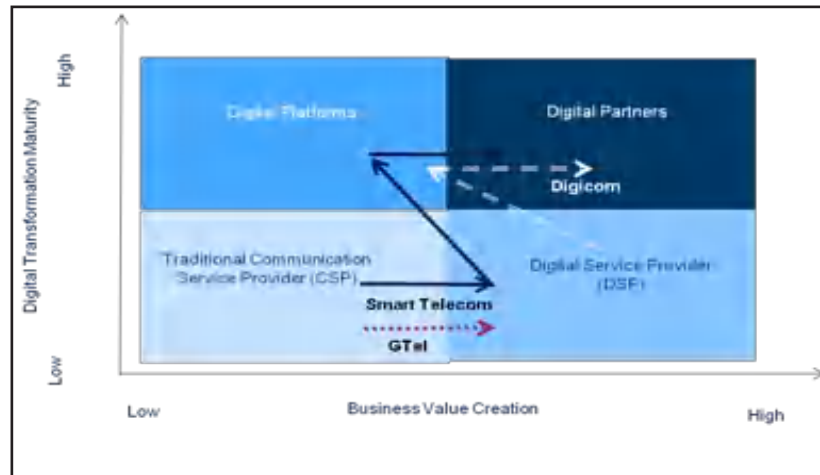 High
Digital Platforms
Digital Partners
Digicom
Digital Transformation Maturity
Traditional Communication
Service Provider (CSP)
Digital Service Provider
(DSP)
Smart Telecom
GTel
Low
Low
Business Value Creation
High